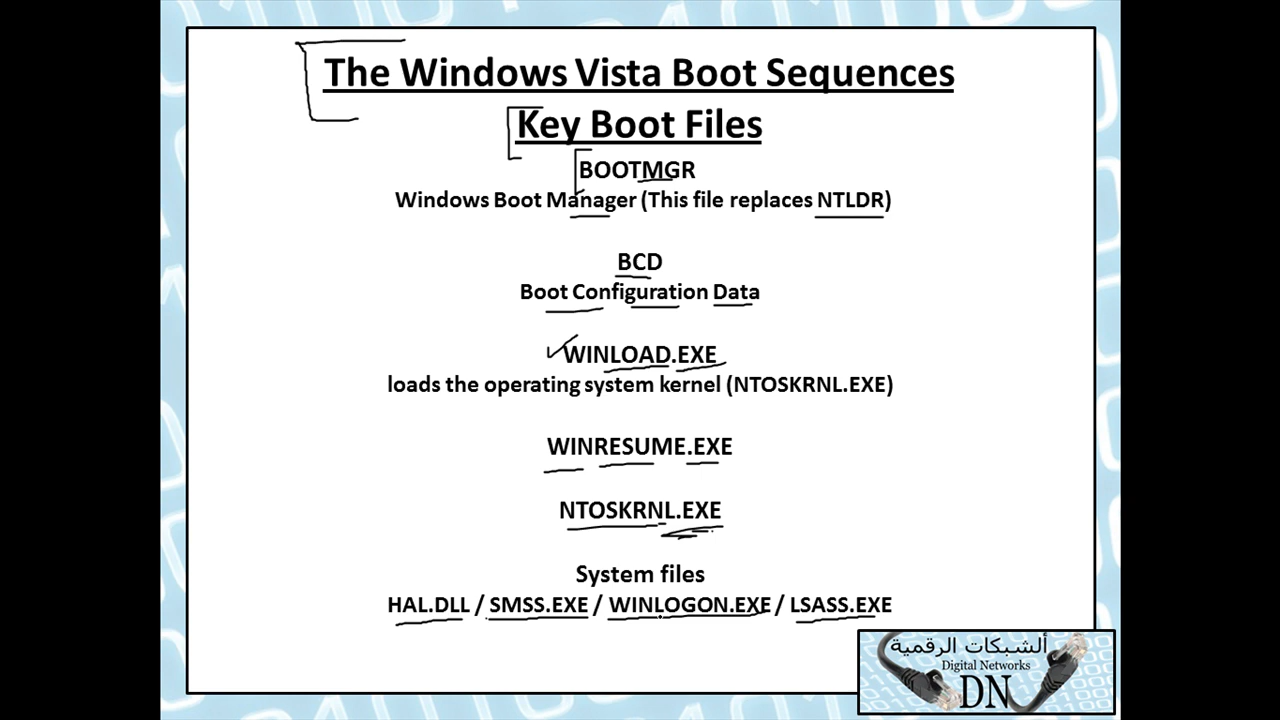 The Windows Vista Boot Sequences
Key Boot Files
BOOTMGR
Windows Boot Manager (This file replaces NTLDR)
BCD
Boot Configuration Data
WINLOAD.EXE
loads the operating system kernel (NTOSKRNL.EXE)
WINRESUME.EXE
NTOSKRNL.EXE
System files
HAL.DLL / SMSS.EXE / WINLOGON.EXE / LSASS.EXE
ألشبكات الرقمية
Digital Networks
DN